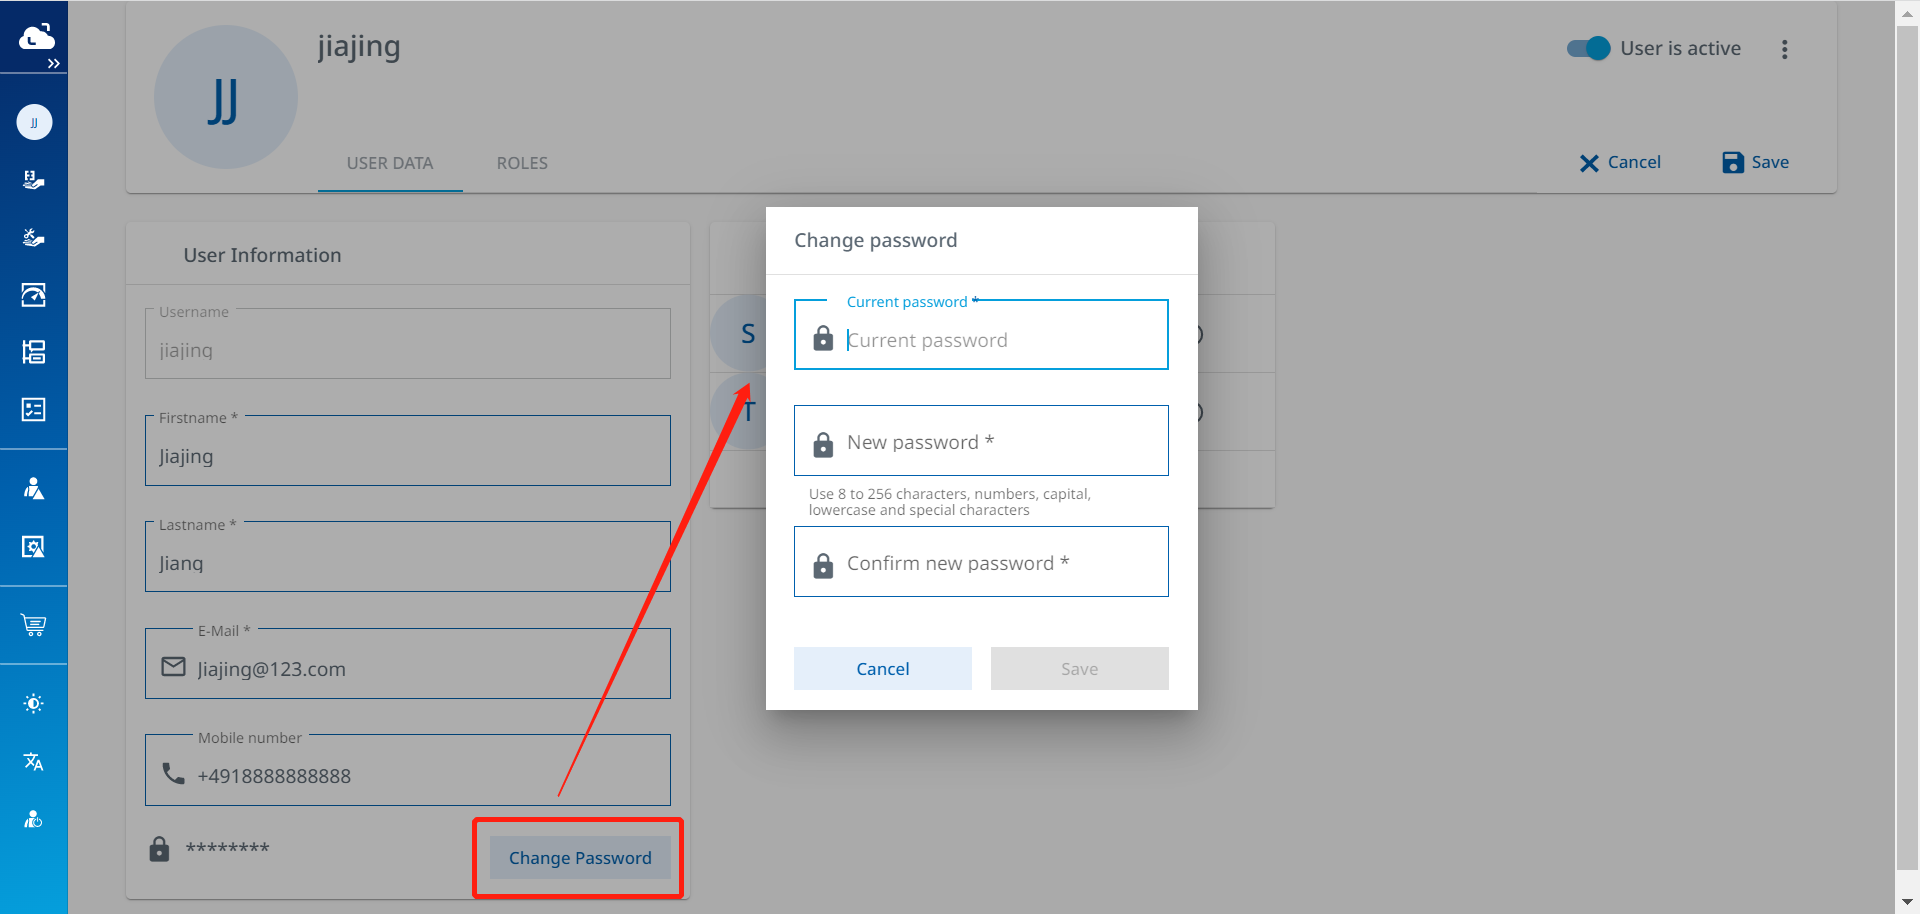 jiajing
User is active
JJ
JJ
USER DATA
ROLES
Cancel
Save
User Information
Username
jiajing
Firstname *
Jiajing
Lastname *
Jiang
E-Mail *
Jiajing@123.com
Mobile number
+4918888888888
********
Change Password
S
T
Change password
Current password *
Current password
New password *
Use 8 to 256 characters, numbers, capital,
lowercase and special characters
Confirm new password *
Cancel
Save